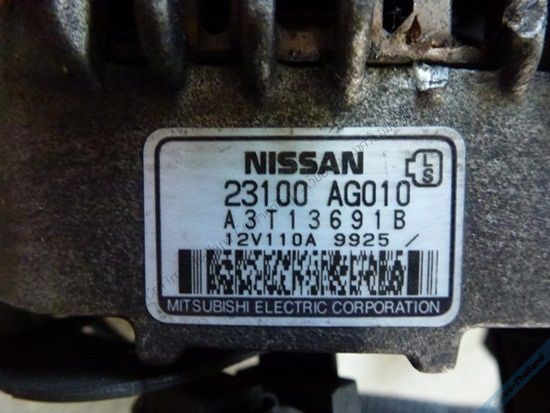 NISSAN
L
S
23100 AG010
A3T13691B
12V110A 9925 /
MITSUBISHI ELECTRIC CORPORATION